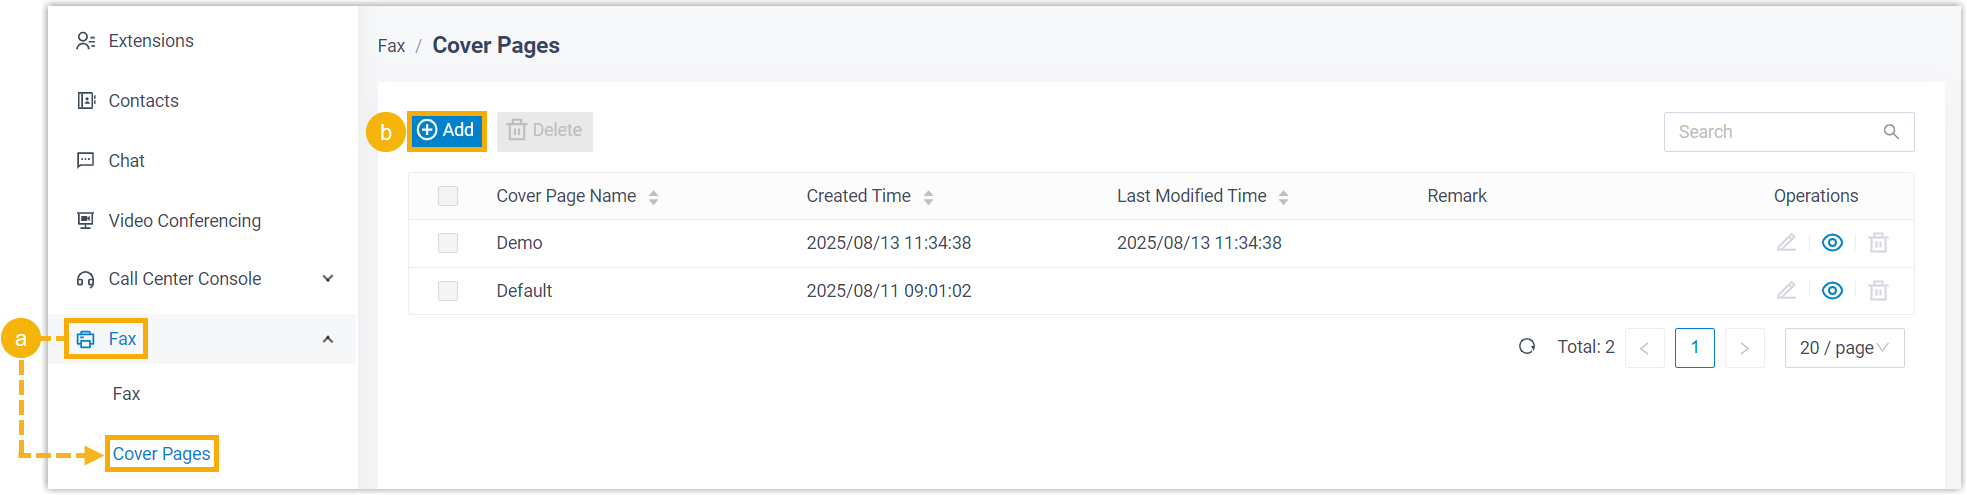 Extensions
Contacts
Chat
Video Conferencing
Call Center Console
a
Fax
Fax
Cover Pages
Fax / Cover Pages
b Add Delete Search
Cover Page Name Created Time Last Modified Time Remark Operations
Demo 2025/08/13 11:34:38 2025/08/13 11:34:38
Default 2025/08/11 09:01:02
Total: 2 < 1 > 20 / page